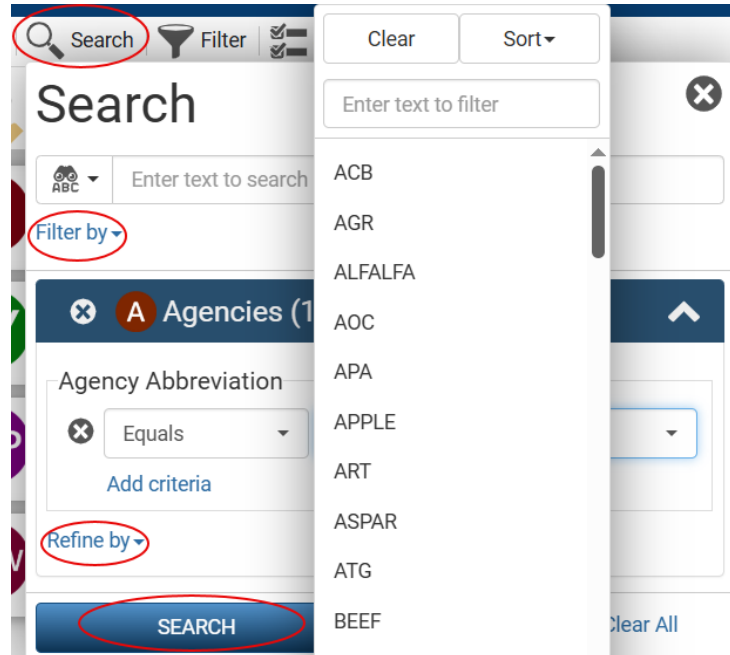 Search
Filter
Clear
Sort
Search
Enter text to filter
ABC
Enter text to search
ACB
Filter by
AGR
ALFALFA
A
Agencies (1
AOC
Agency Abbreviation
APA
Equals
APPLE
Add criteria
ART
ASPAR
Refine by
ATG
SEARCH
BEEF
Clear All